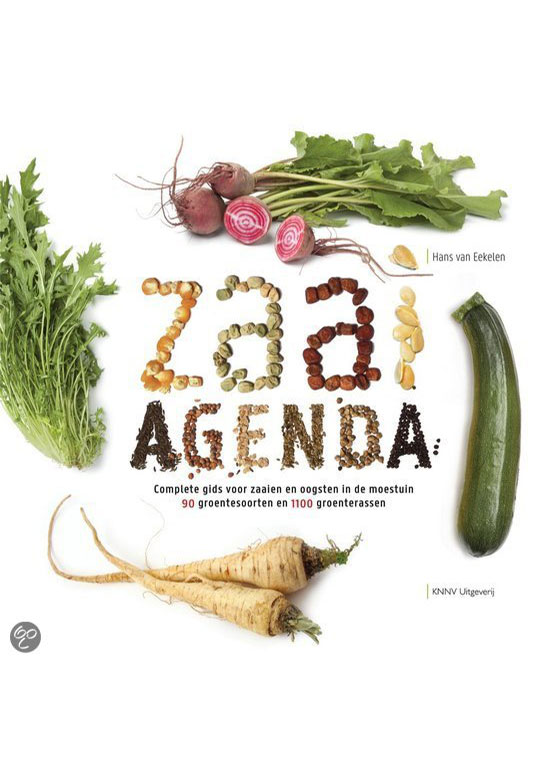 Hans van Eekelen
zaai
AGENDA
Complete gids voor zaaien en oogsten in de moestuin
90 groentesoorten en 1100 groenterassen
KNNV Uitgeverij